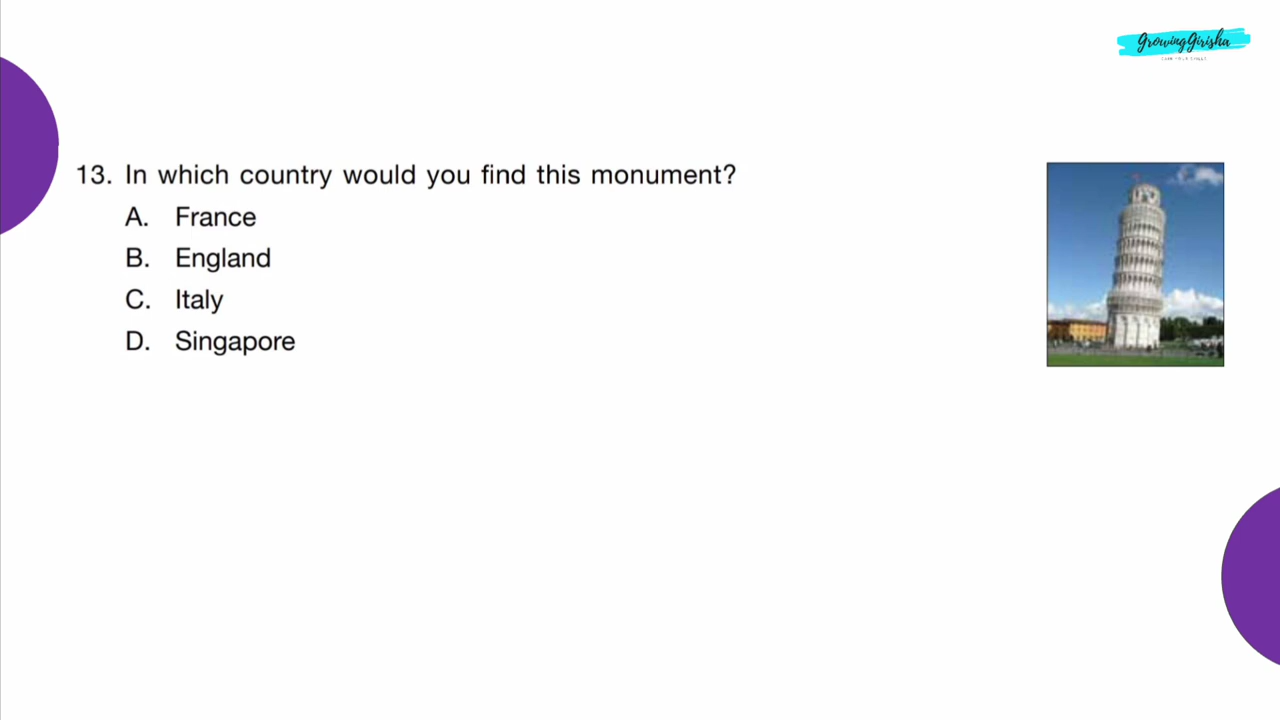 GrowingGirisha
13. In which country would you find this monument?
A. France
B. England
C. Italy
D. Singapore